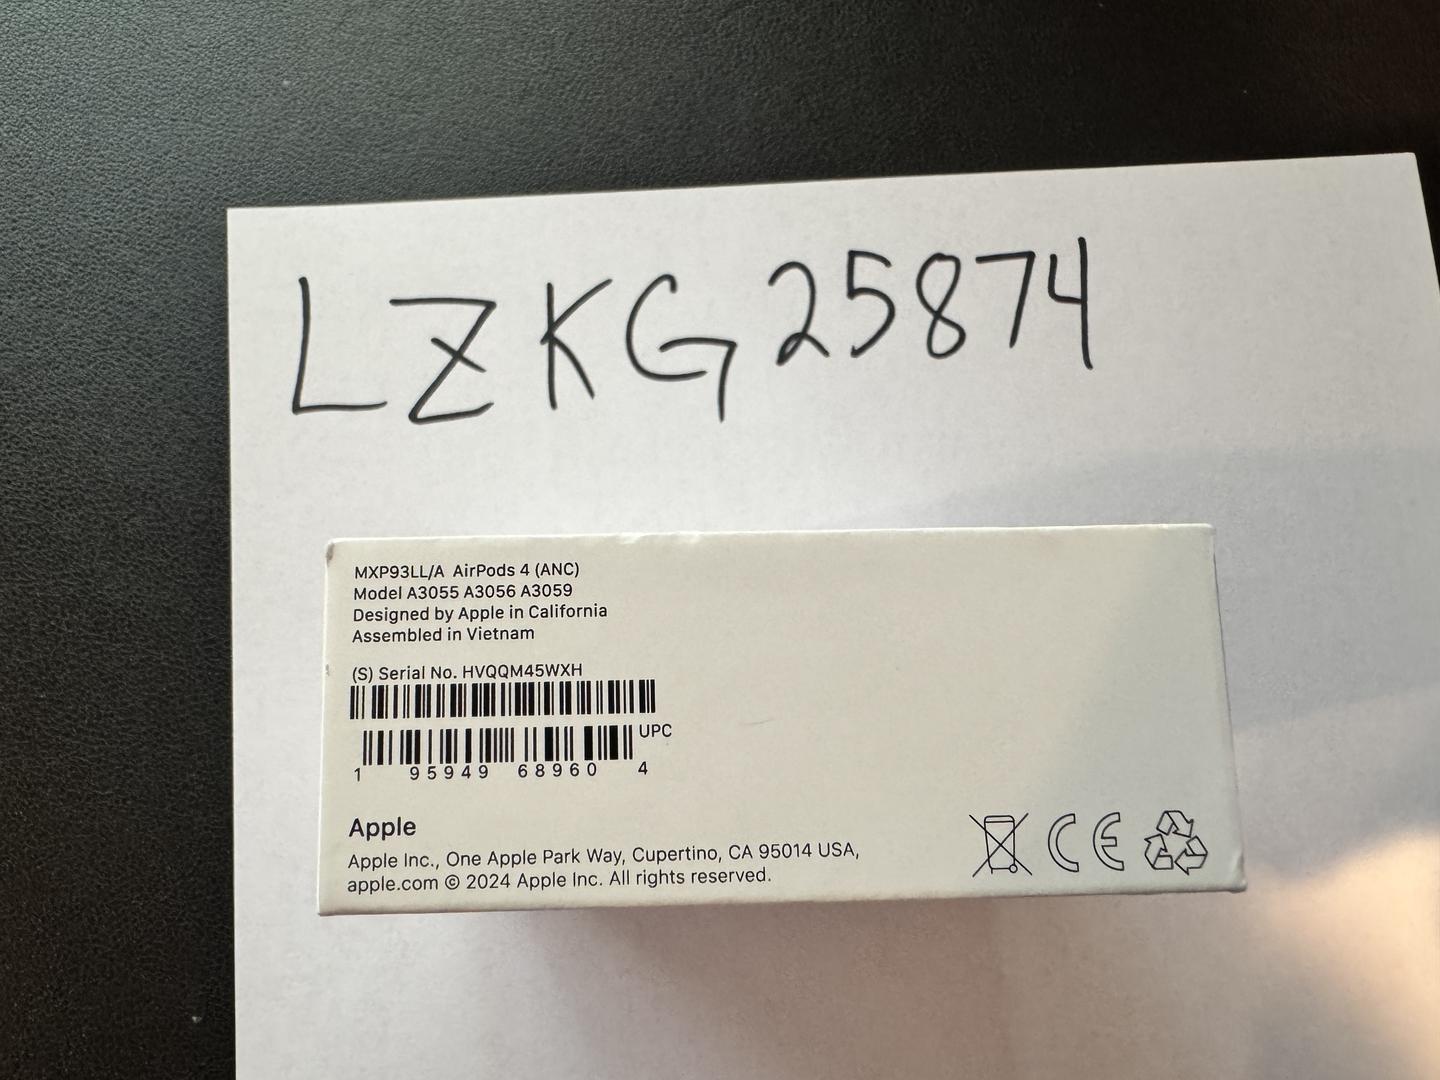 LZKG25874
MXP93LL/A AirPods 4 (ANC)
Model A3055 A3056 A3059
Designed by Apple in California
Assembled in Vietnam
(S) Serial No. HVQQM45WXH
UPC
1 95949 68960 4
Apple
Apple Inc., One Apple Park Way, Cupertino, CA 95014 USA,
apple.com © 2024 Apple Inc. All rights reserved.
CE